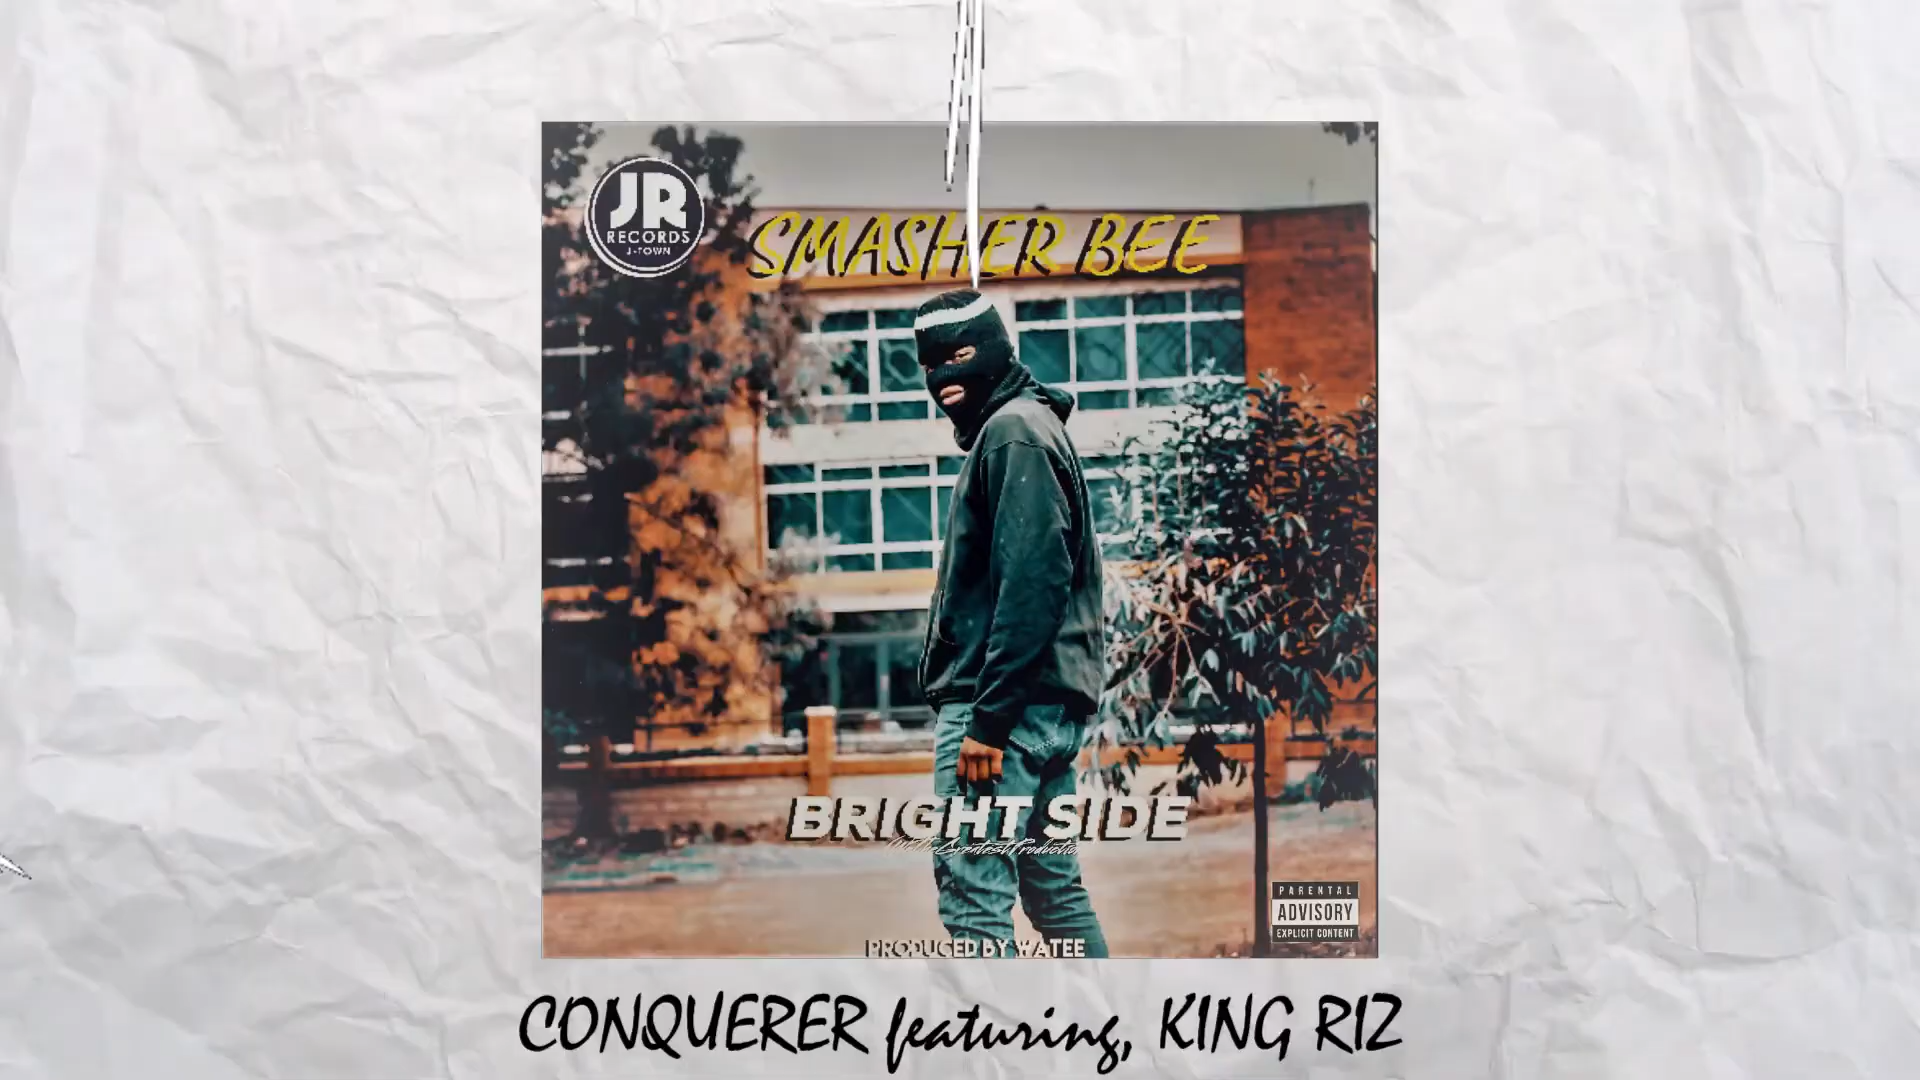 JR
RECORDS
J-TOWN
SMASHER BEE
BRIGHT SIDE
PRODUCED BY WATEE
PARENTAL
ADVISORY
EXPLICIT CONTENT
CONQUERER featuring, KING RIZ